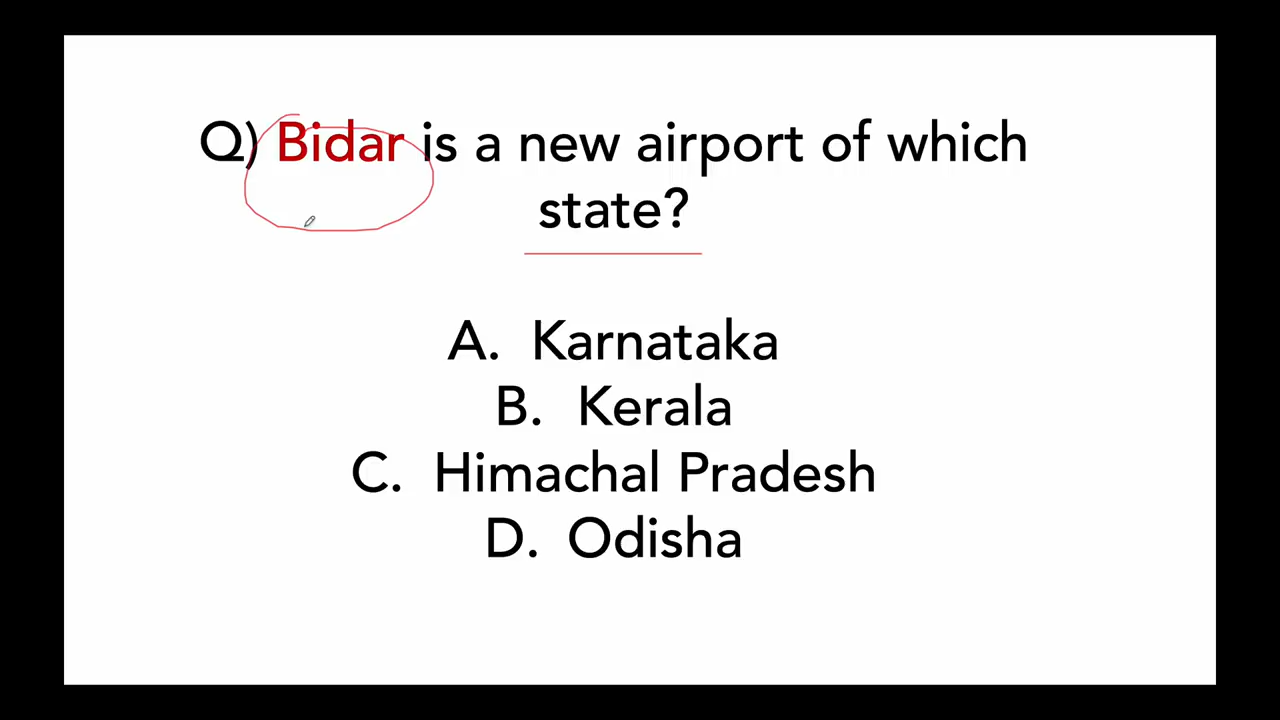 Q) Bidar is a new airport of which
state?
A. Karnataka
B. Kerala
C. Himachal Pradesh
D. Odisha